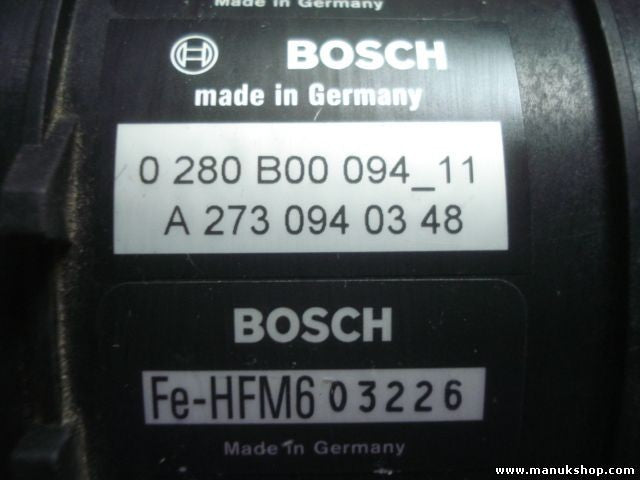 Made in Germany
BOSCH
made in Germany
0 280 B00 094_11
A 273 094 03 48
BOSCH
Fe-HFM6 03226
Made in Germany
www.manukshop.com